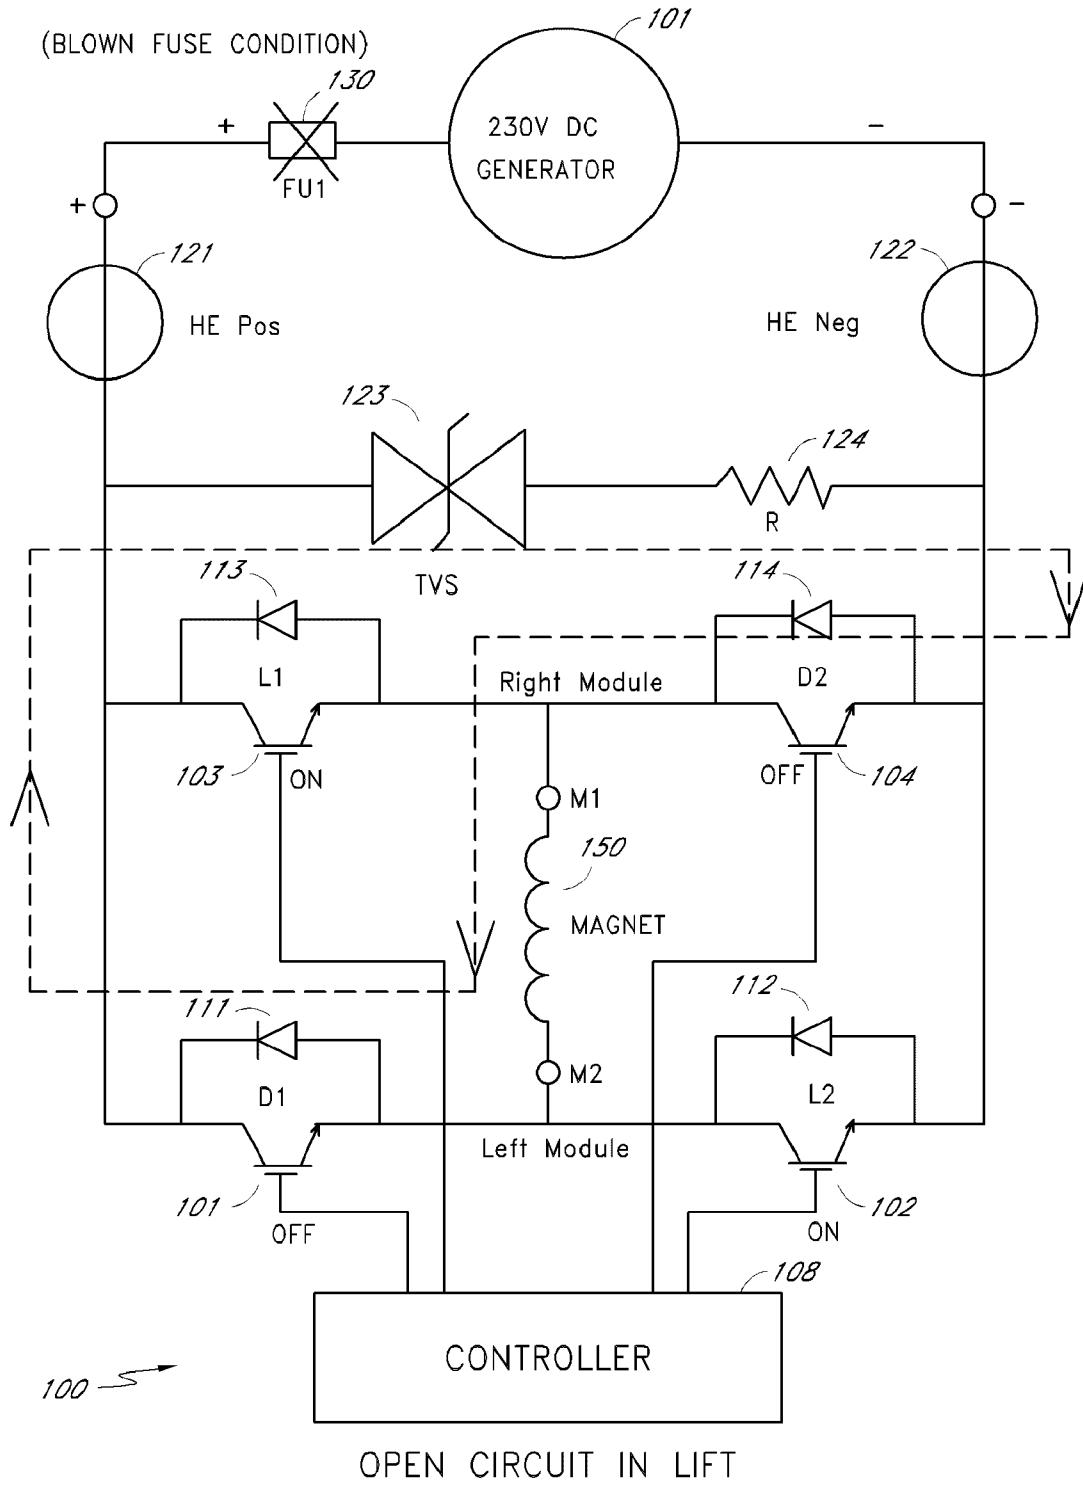 101
(BLOWN FUSE CONDITION)
130
+
230V DC
GENERATOR
-
FU1
+
-
121
122
HE Pos
HE Neg
123
124
R
TVS
113
114
L1
Right Module
D2
103
ON
OFF
104
M1
150
MAGNET
111
112
M2
D1
L2
Left Module
101
OFF
102
ON
108
CONTROLLER
100
OPEN CIRCUIT IN LIFT